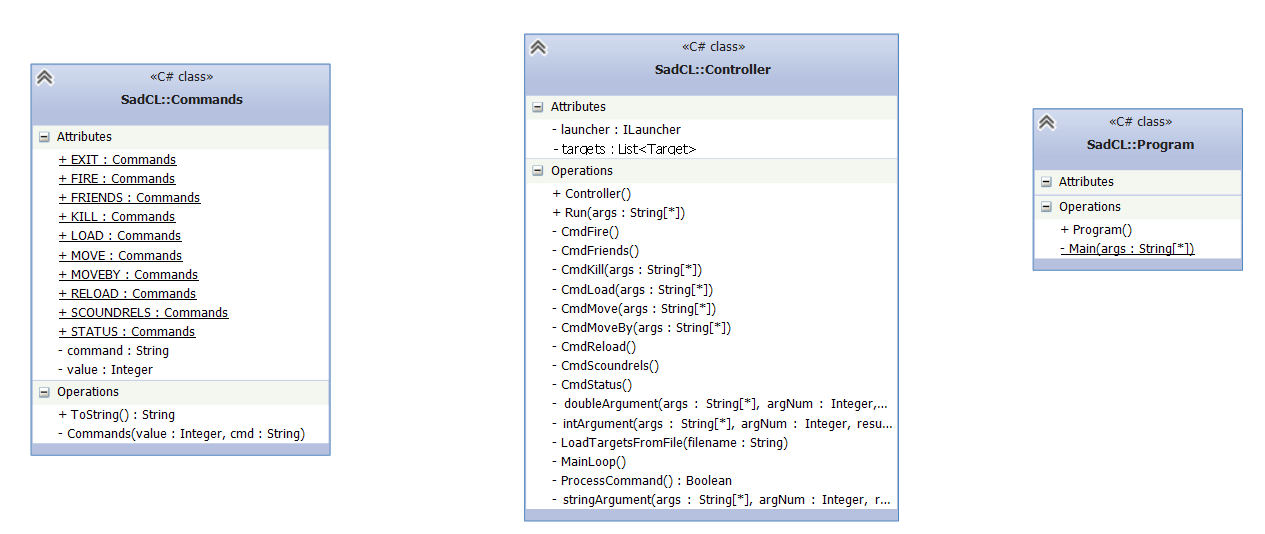 «C# class»
SadCL::Commands
Attributes
+ EXIT : Commands
+ FIRE : Commands
+ FRIENDS : Commands
+ KILL : Commands
+ LOAD : Commands
+ MOVE : Commands
+ MOVEBY : Commands
+ RELOAD : Commands
+ SCOUNDRELS : Commands
+ STATUS : Commands
- command : String
- value : Integer
Operations
+ ToString() : String
- Commands(value : Integer, cmd : String)
«C# class»
SadCL::Controller
Attributes
- launcher : ILauncher
- targets : List<Target>
Operations
+ Controller()
+ Run(args : String[*])
- CmdFire()
- CmdFriends()
- CmdKill(args : String[*])
- CmdLoad(args : String[*])
- CmdMove(args : String[*])
- CmdMoveBy(args : String[*])
- CmdReload()
- CmdScoundrels()
- CmdStatus()
- doubleArgument(args : String[*], argNum : Integer,...
- intArgument(args : String[*], argNum : Integer, resu...
- LoadTargetsFromFile(filename : String)
- MainLoop()
- ProcessCommand() : Boolean
- stringArgument(args : String[*], argNum : Integer, r...
«C# class»
SadCL::Program
Attributes
Operations
+ Program()
- Main(args : String[*])